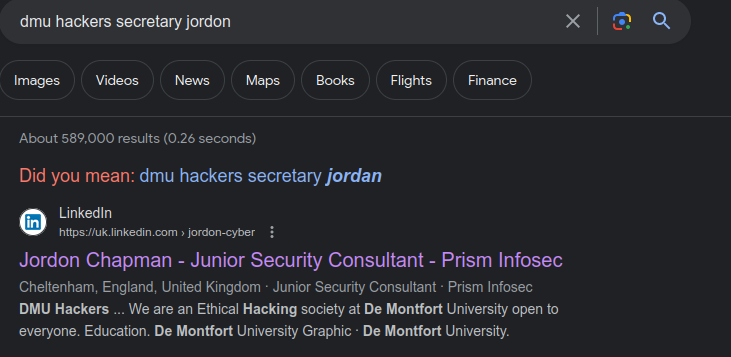 dmu hackers secretary jordon
Images Videos News Maps Books Flights Finance
About 589,000 results (0.26 seconds)
Did you mean: dmu hackers secretary jordan
in LinkedIn
https://uk.linkedin.com › jordon-cyber
Jordon Chapman - Junior Security Consultant - Prism Infosec
Cheltenham, England, United Kingdom · Junior Security Consultant · Prism Infosec
DMU Hackers ... We are an Ethical Hacking society at De Montfort University open to
everyone. Education. De Montfort University Graphic · De Montfort University.